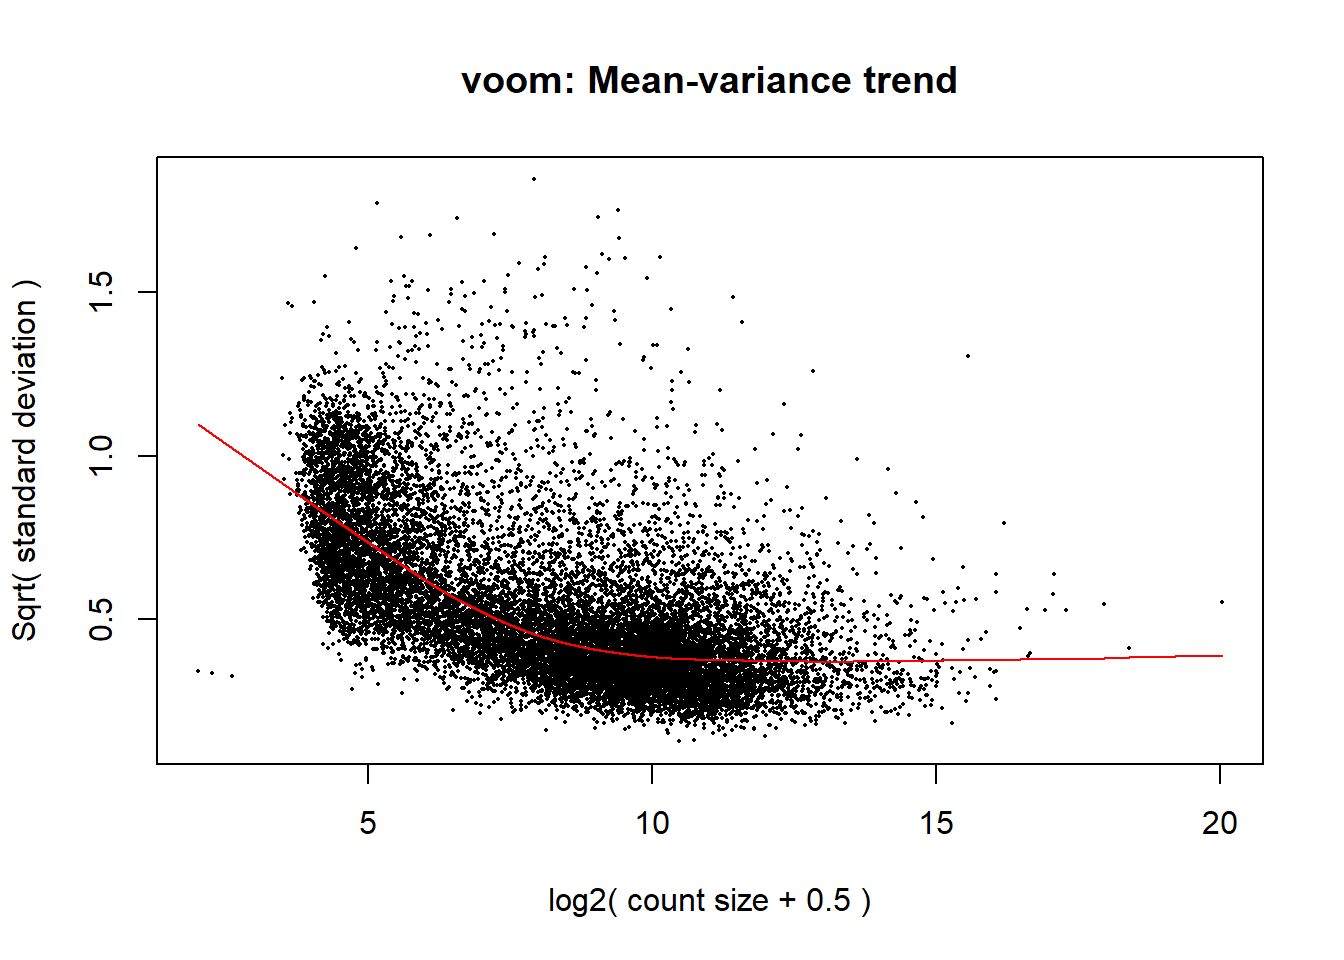 voom: Mean-variance trend
Sqrt( standard deviation )
1.5
1.0
0.5
5 10 15 20
log2( count size + 0.5 )